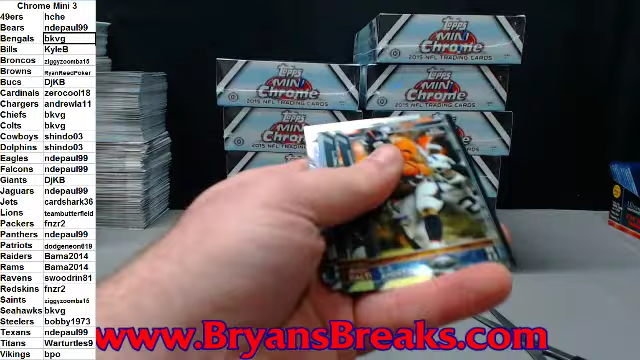 Chrome Mini 3
49ers hche
Bears ndepaul99
Bengals bkvg
Bills KyleB
Broncos ziggyzoomba15
Browns RyanReedPoker
Bucs DjKB
Cardinals zerocool18
Chargers andrewla11
Chiefs bkvg
Colts bkvg
Cowboys shindo03
Dolphins shindo03
Eagles ndepaul99
Falcons ndepaul99
Giants DjKB
Jaguars ndepaul99
Jets cardshark36
Lions teambutterfield
Packers fnzr2
Panthers ndepaul99
Patriots dodgeneon619
Raiders Bama2014
Rams Bama2014
Ravens swoodrin81
Redskins fnzr2
Saints ziggyzoomba15
Seahawks bkvg
Steelers bobby1973
Texans ndepaul99
Titans Warturtles9
Vikings bpo
TOPPS
MINI
Chrome
2015 NFL TRADING CARDS
TOPPS
MINI
Chrome
2015 NFL TRADING CARDS
TOPPS
MINI
Chrome
2015 NFL TRADING CARDS
www.BryansBreaks.com